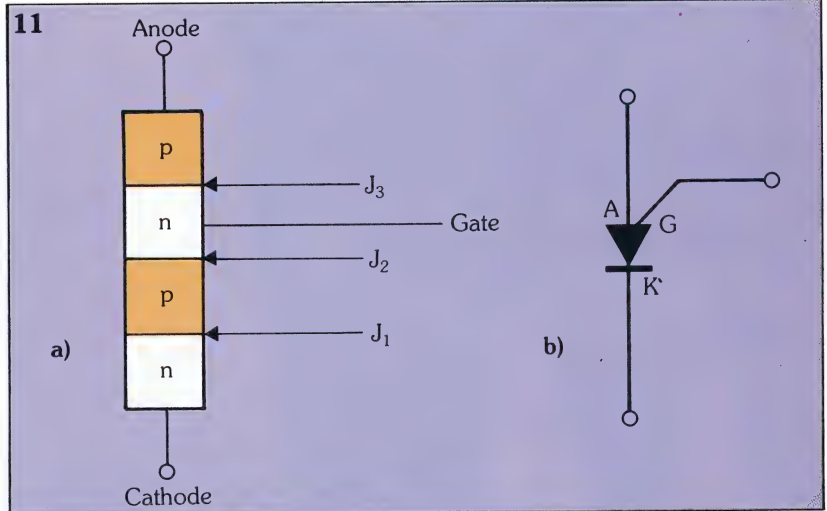 11
Anode
p
J₃
n
Gate
J₂
p
J₁
n
a)
Cathode
A
G
K
b)